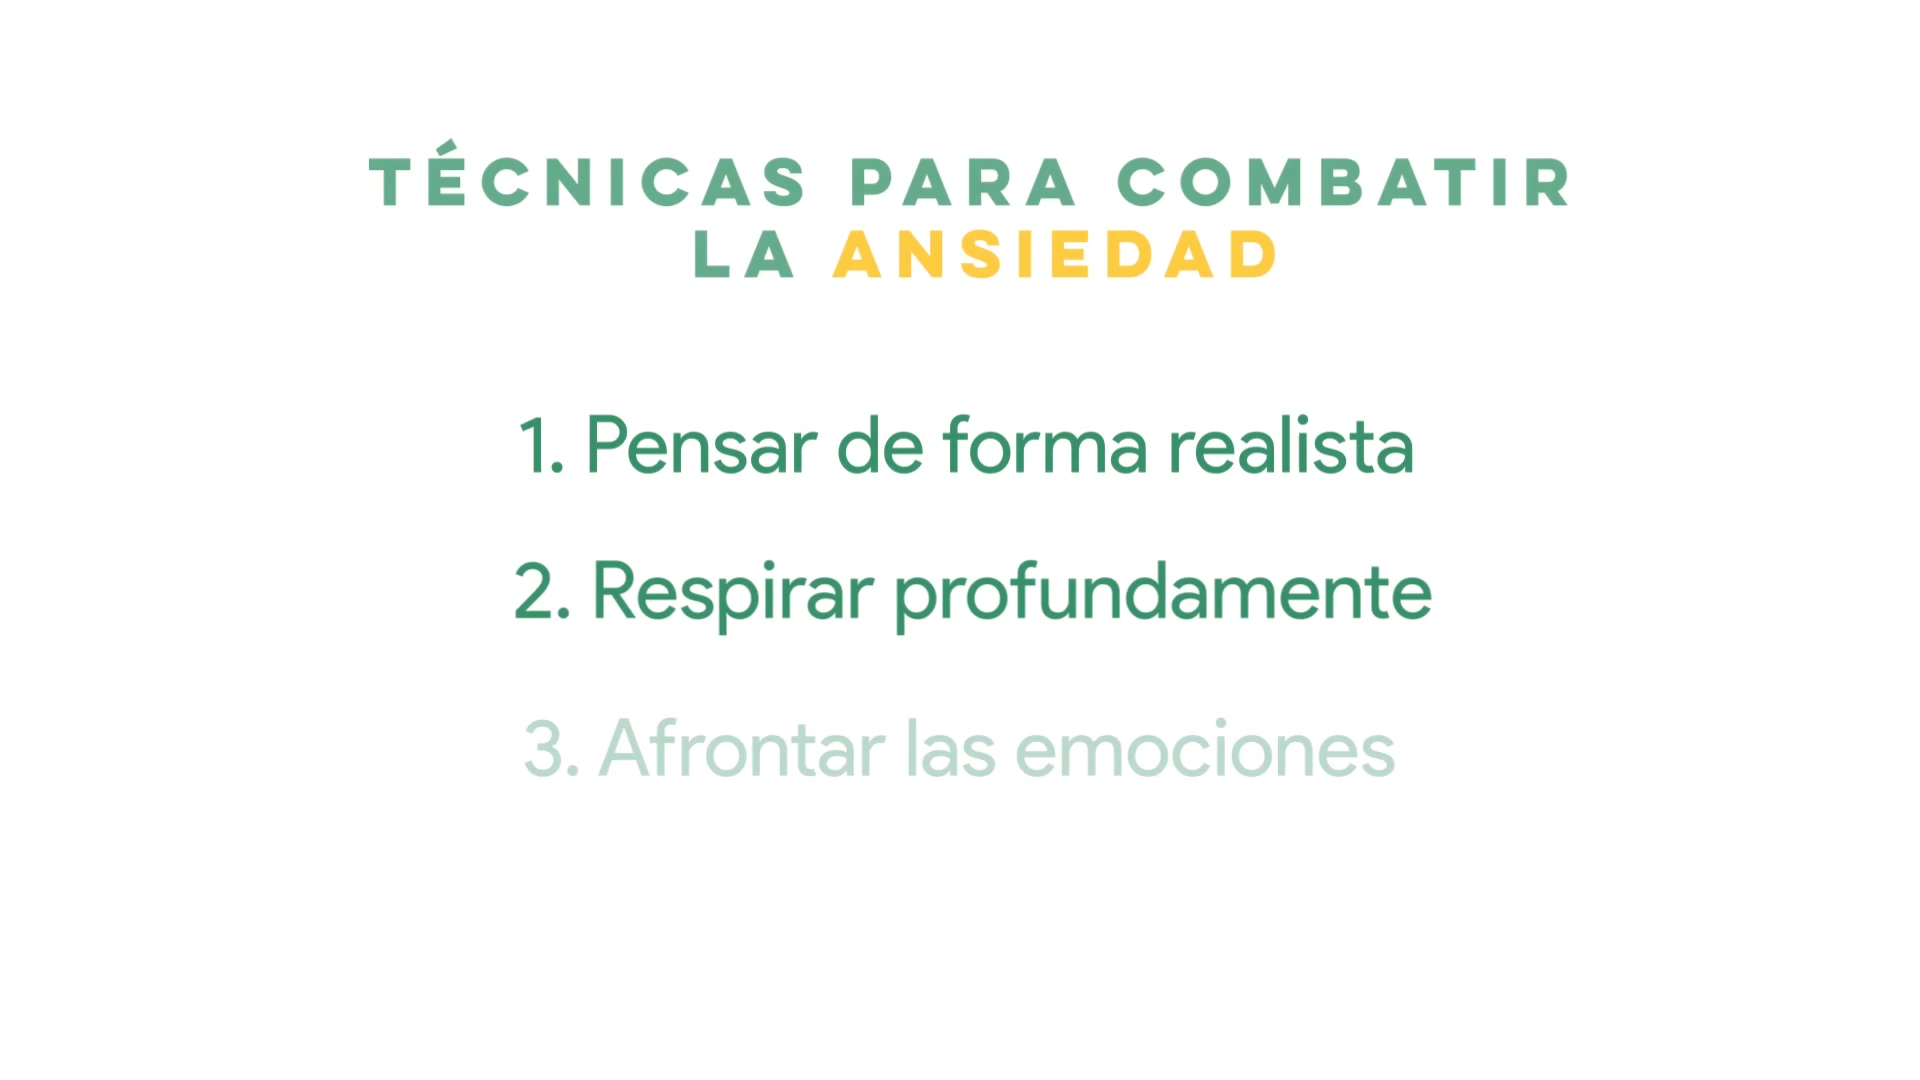 TÉCNICAS PARA COMBATIR
LA ANSIEDAD
1. Pensar de forma realista
2. Respirar profundamente
3. Afrontar las emociones